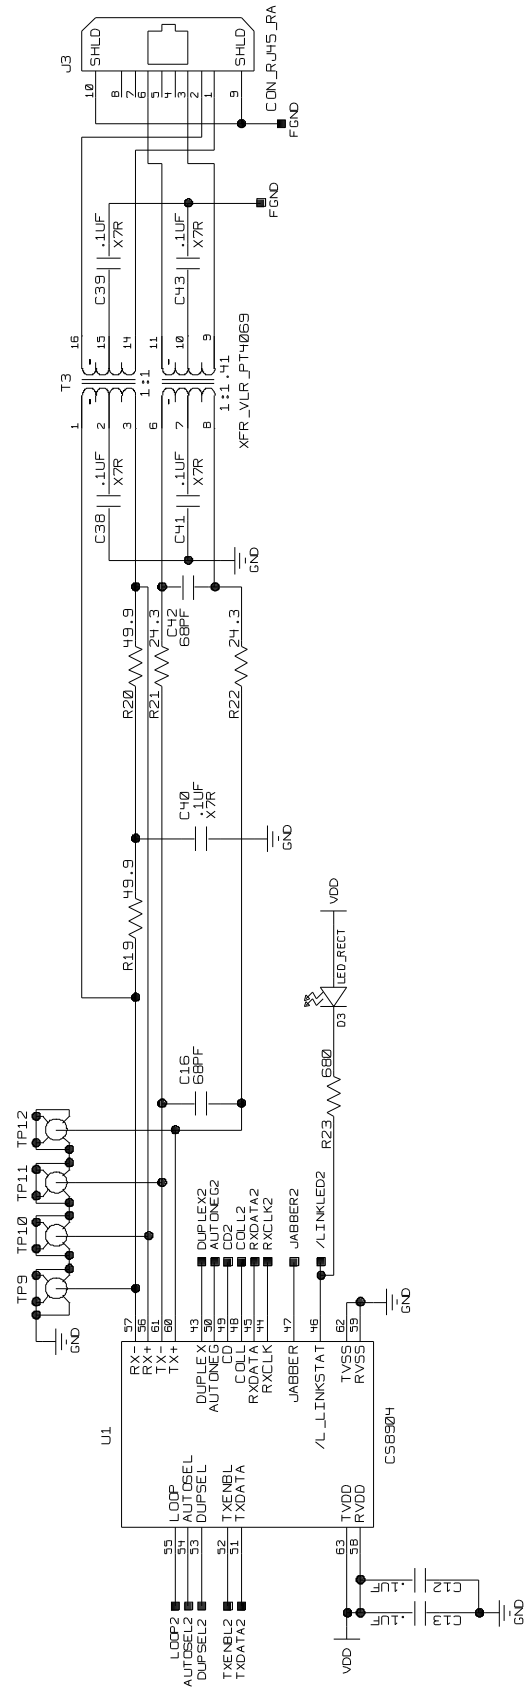 J3
SHLD
SHLD
CON_RJ45_RA
10
8
7
6
5
4
3
2
1
9
FGND
FGND
.1UF
X7R
C39
.1UF
X7R
C43
16
15
14
11
10
9
T3
1:1
1:1.41
XFR_VLR_PT4069
1
2
3
6
7
8
.1UF
X7R
C38
.1UF
X7R
C41
GND
49.9
R20
24.3
R21
C42
68PF
24.3
R22
C40
.1UF
X7R
GND
49.9
R19
VDD
LED_RECT
D3
680
R23
C16
68PF
TP12
TP11
TP10
TP9
GND
DUPLEX2
AUTONEG2
CD2
COLL2
RXDATA2
RXCLK2
JABBER2
/LINKLED2
57
56
61
60
43
50
49
48
45
44
47
46
62
59
GND
RX-
RX+
TX-
TX+
DUPLEX
AUTONEG
CD
COLL
RXDATA
RXCLK
JABBER
/L_LINKSTAT
TVSS
RVSS
U1
CS8904
LOOP
AUTOSEL
DUPSEL
TXENBL
TXDATA
TVDD
RVDD
55
54
53
52
51
63
58
LOOP2
AUTOSEL2
DUPSEL2
TXENBL2
TXDATA2
VDD
.1UF
C13
.1UF
C12
GND